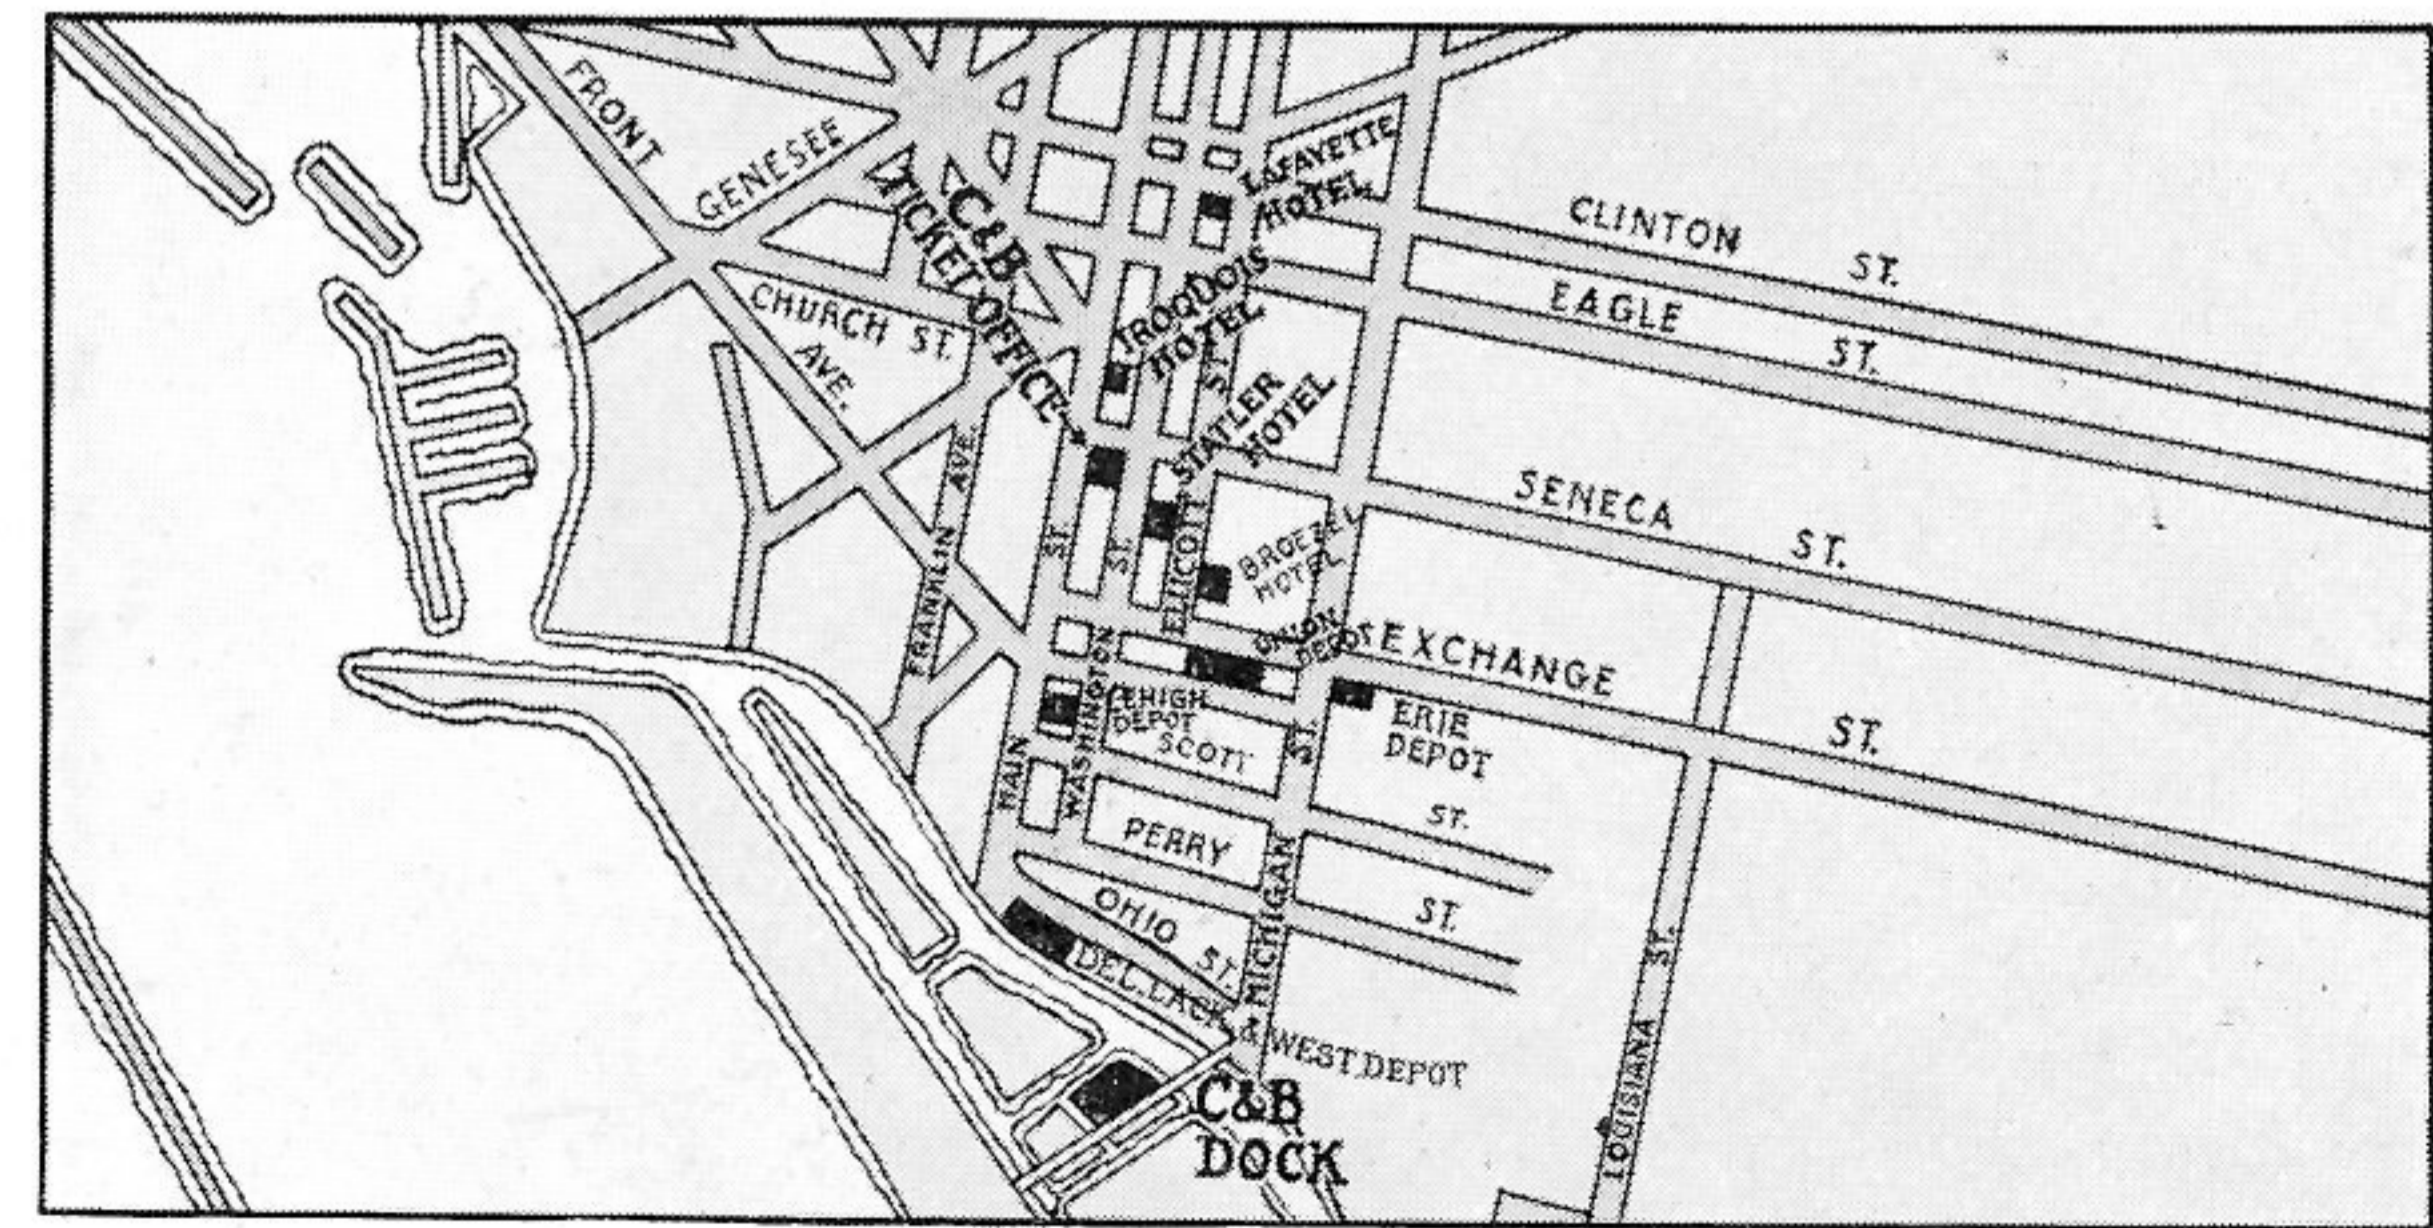 FRONT
AVE.
GENESEE
CHURCH ST.
C&B
TICKET OFFICE
LAFAYETTE
HOTEL
IROQUOIS
HOTEL
ST.
STATLER
HOTEL
CLINTON ST.
EAGLE ST.
SENECA ST.
BROEZEL
HOTEL
ELLICOTT
FRANKLIN AVE.
ST.
ST.
UNION
DEPOT
EXCHANGE ST.
LEHIGH
DEPOT
ERIE
DEPOT
SCOTT ST.
MAIN
WASHINGTON
ST.
PERRY ST.
OHIO ST.
MICHIGAN
DEL. LACK. & WEST. DEPOT
C&B
DOCK
LOUISIANA ST.